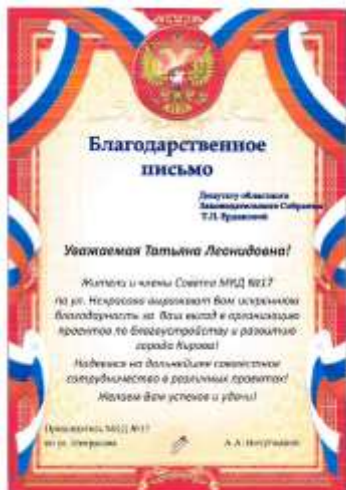 Благодарственное
письмо
Депутату областного
Законодательного Собрания
Т.Л.
Уважаемая Татьяна Леонидовна!
Жители и члены Совета МКД №17
по ул. Некрасова выражают Вам искреннюю
благодарность за Ваш вклад в организацию
проектов по благоустройству и развитию
города Кирова!
Надеемся на дальнейшее совместное
сотрудничество в различных проектах!
Желаем Вам успехов и удачи!
Председатель МКД №17
по ул. Некрасова
А.А.